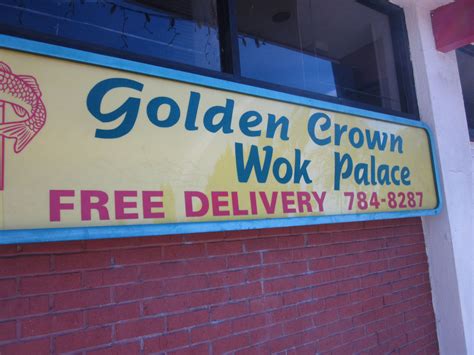 Golden Crown
Wok Palace
FREE DELIVERY 784-8287